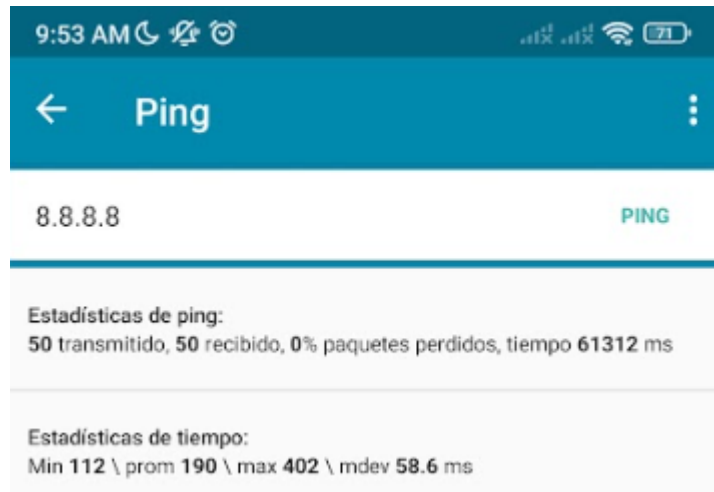 9:53 AM
71
Ping
8.8.8.8
PING
Estadísticas de ping:
50 transmitido, 50 recibido, 0% paquetes perdidos, tiempo 61312 ms
Estadísticas de tiempo:
Min 112 \ prom 190 \ max 402 \ mdev 58.6 ms